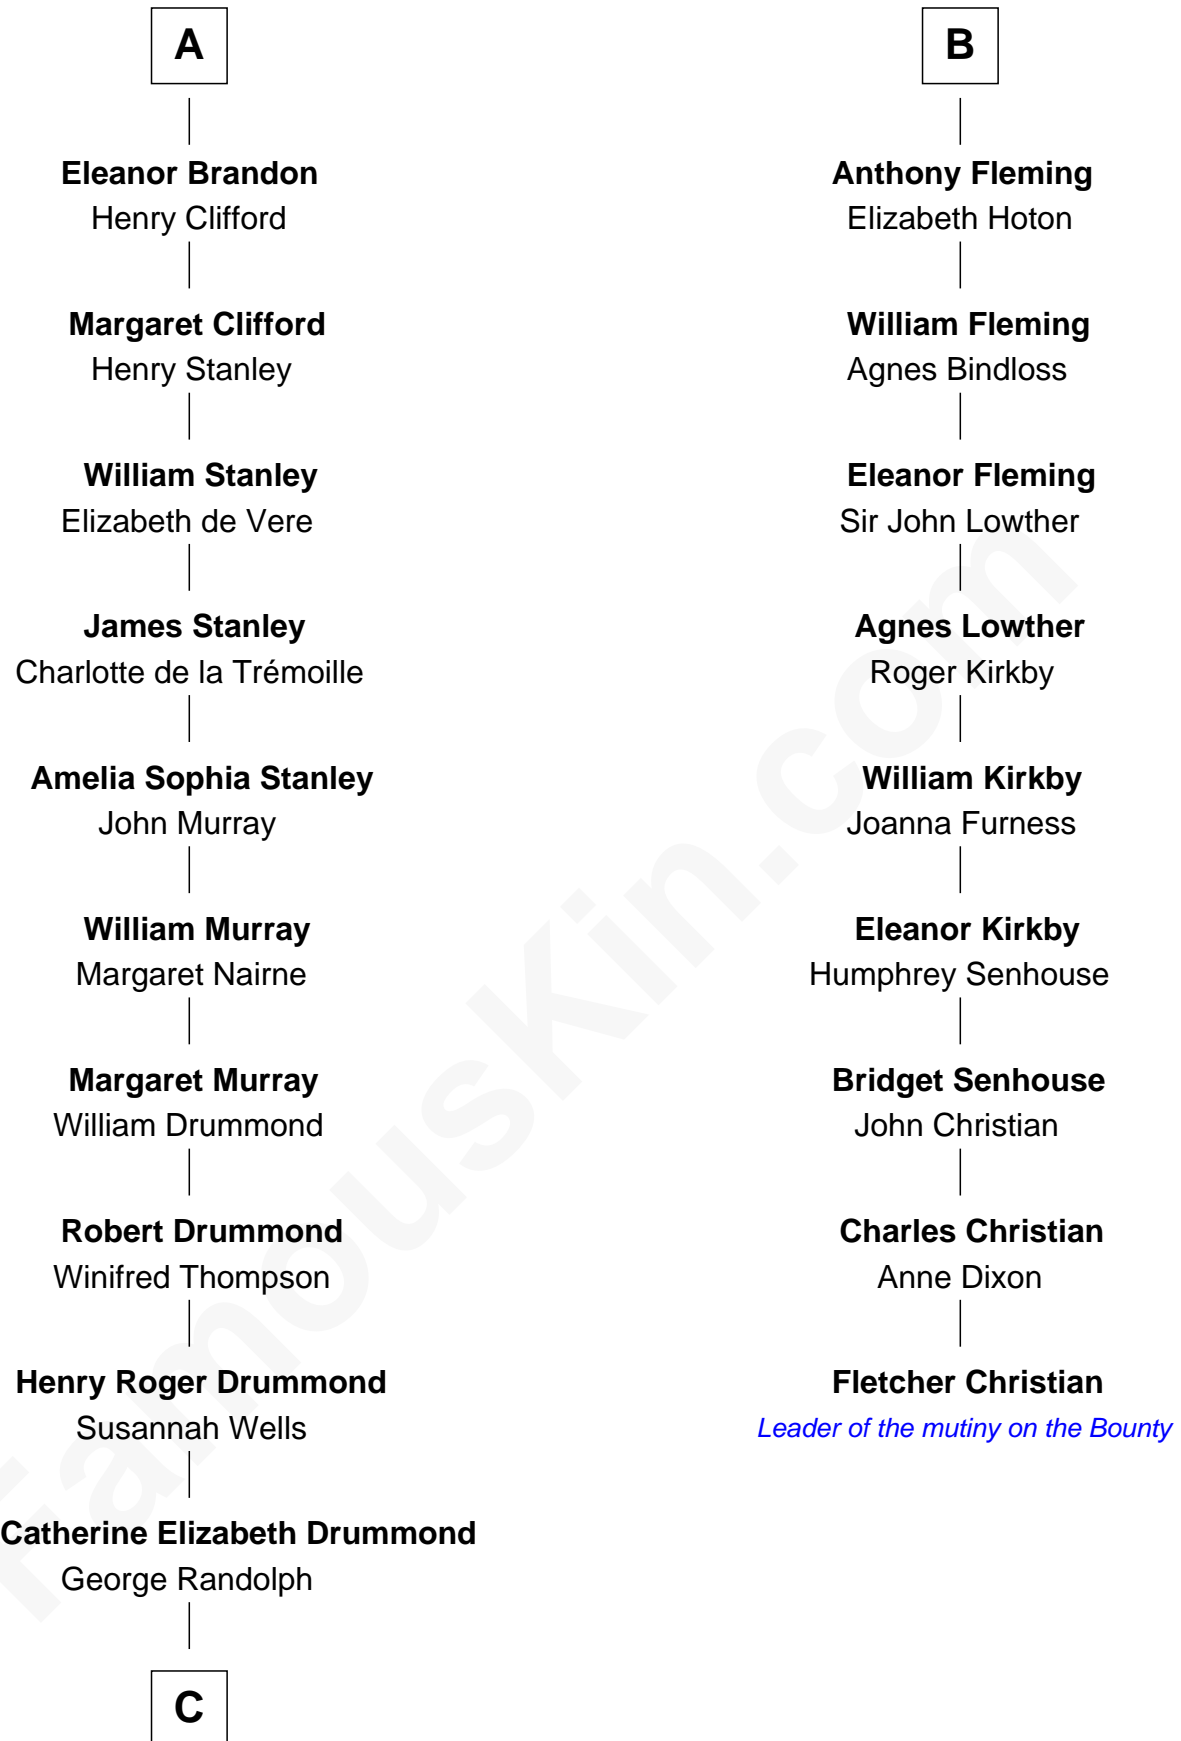 A
Eleanor Brandon
Henry Clifford
Margaret Clifford
Henry Stanley
William Stanley
Elizabeth de Vere
James Stanley
Charlotte de la Trémoille
Amelia Sophia Stanley
John Murray
William Murray
Margaret Nairne
Margaret Murray
William Drummond
Robert Drummond
Winifred Thompson
Henry Roger Drummond
Susannah Wells
Catherine Elizabeth Drummond
George Randolph
C
B
Anthony Fleming
Elizabeth Hoton
William Fleming
Agnes Bindloss
Eleanor Fleming
Sir John Lowther
Agnes Lowther
Roger Kirkby
William Kirkby
Joanna Furness
Eleanor Kirkby
Humphrey Senhouse
Bridget Senhouse
John Christian
Charles Christian
Anne Dixon
Fletcher Christian
Leader of the mutiny on the Bounty
FamousKin.com